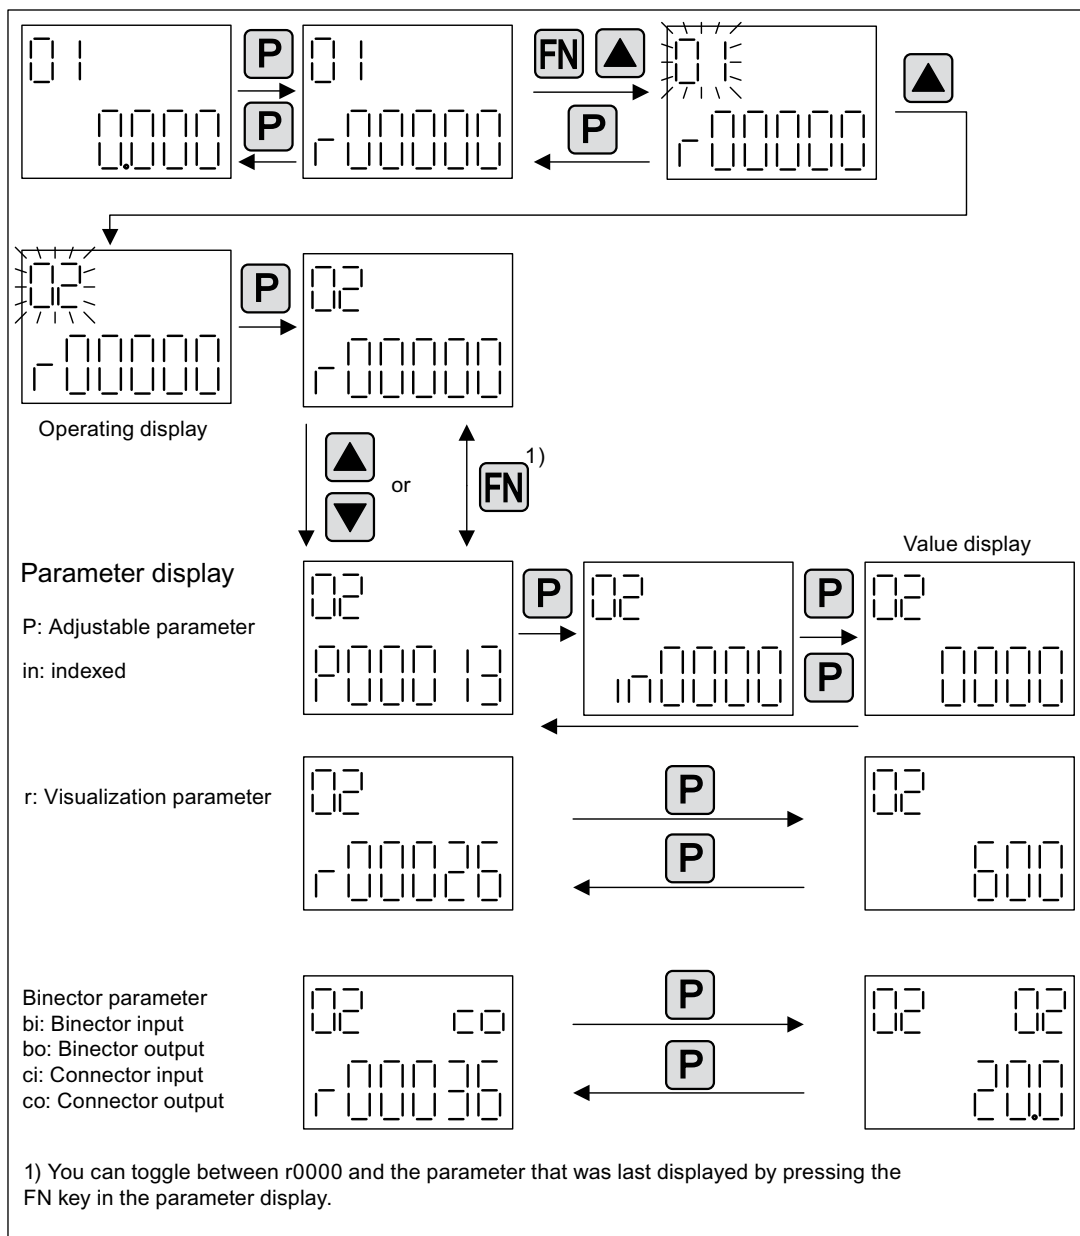 01 P 01 FN 01
0.000 P r00000 P r00000
02 P 02
r00000 r00000
Operating display
or FN 1)
Value display
Parameter display
02 P 02 P 02
P: Adjustable parameter
in: indexed
P00013 in0000 P 0000
r: Visualization parameter
02 P 02
r00026 P 600
Binector parameter
bi: Binector input
bo: Binector output
ci: Connector input
co: Connector output
02 co P 02 02
r00036 P 20.0
1) You can toggle between r0000 and the parameter that was last displayed by pressing the
FN key in the parameter display.